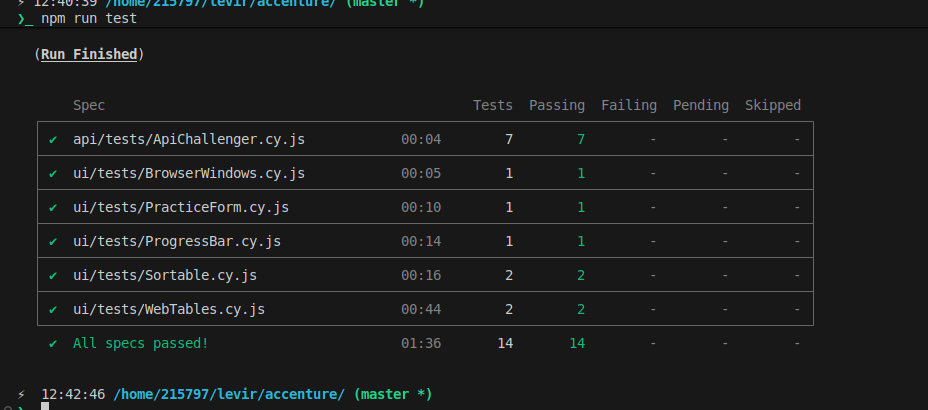 ⚡ 12:40:39 /home/215797/levir/accenture/ (master *)
❯_ npm run test
(Run Finished)
Spec Tests Passing Failing Pending Skipped
✔ api/tests/ApiChallenger.cy.js 00:04 7 7 - - -
✔ ui/tests/BrowserWindows.cy.js 00:05 1 1 - - -
✔ ui/tests/PracticeForm.cy.js 00:10 1 1 - - -
✔ ui/tests/ProgressBar.cy.js 00:14 1 1 - - -
✔ ui/tests/Sortable.cy.js 00:16 2 2 - - -
✔ ui/tests/WebTables.cy.js 00:44 2 2 - - -
✔ All specs passed! 01:36 14 14 - - -
⚡ 12:42:46 /home/215797/levir/accenture/ (master *)